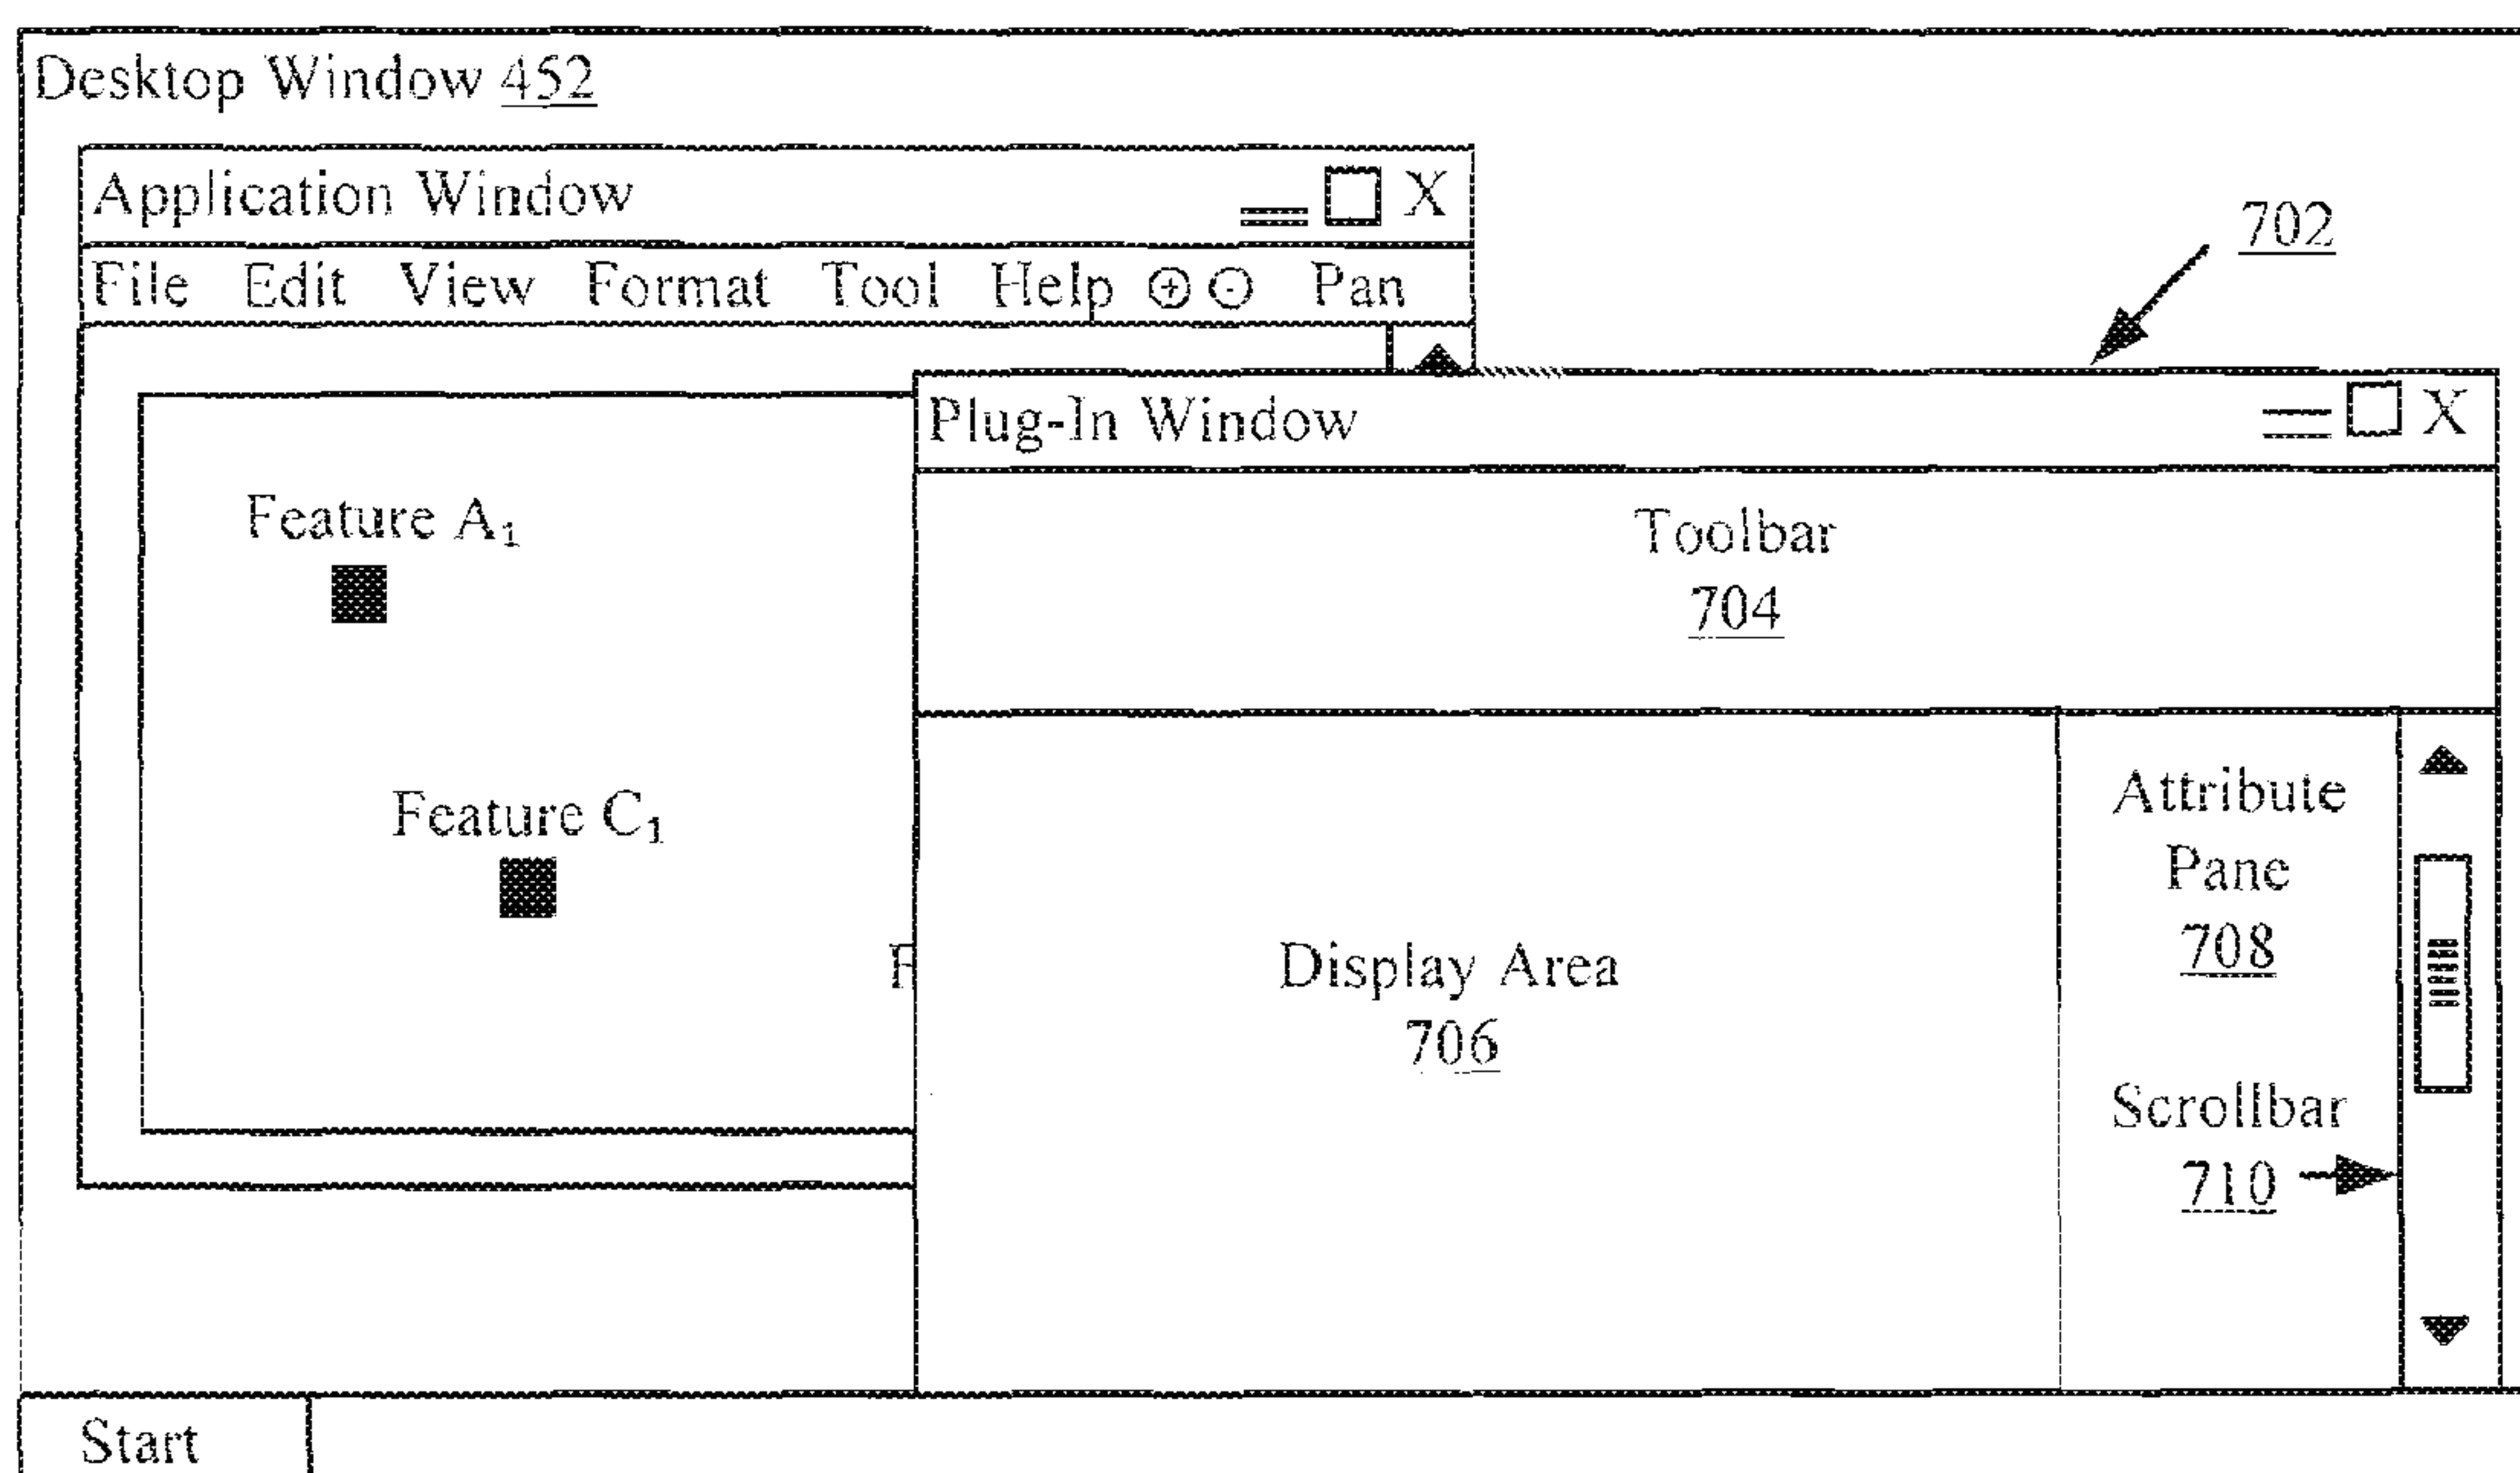 Desktop Window 452
Application Window X
File Edit View Format Tool Help + - Pan
702
Plug-In Window X
Feature A₁
Toolbar
704
Feature C₁
Attribute
Pane
708
F
Display Area
706
Scrollbar
710
Start